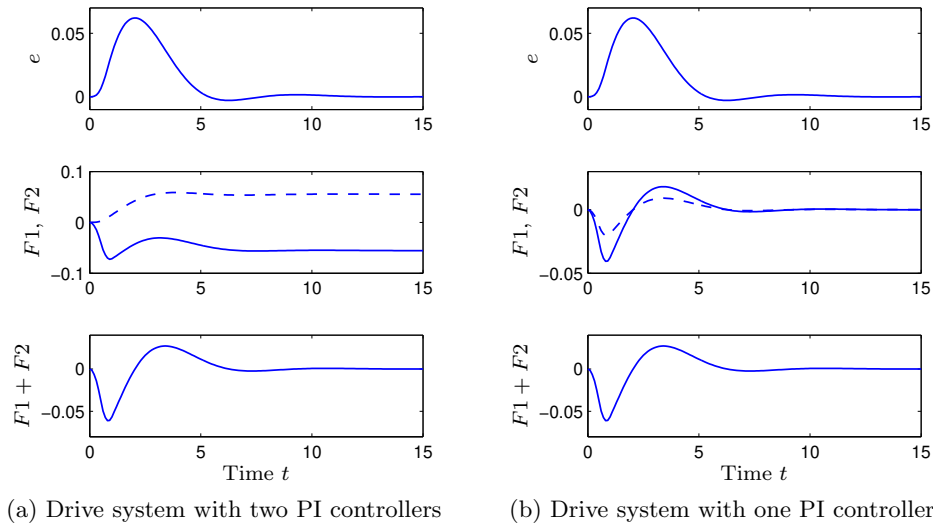 0.05
e
0
0 5 10 15
0.1
F1, F2
0
−0.1
0 5 10 15
0
F1 + F2
−0.05
0 5 10 15
Time t
(a) Drive system with two PI controllers
0.05
e
0
0 5 10 15
0
F1, F2
−0.05
0 5 10 15
0
F1 + F2
−0.05
0 5 10 15
Time t
(b) Drive system with one PI controller